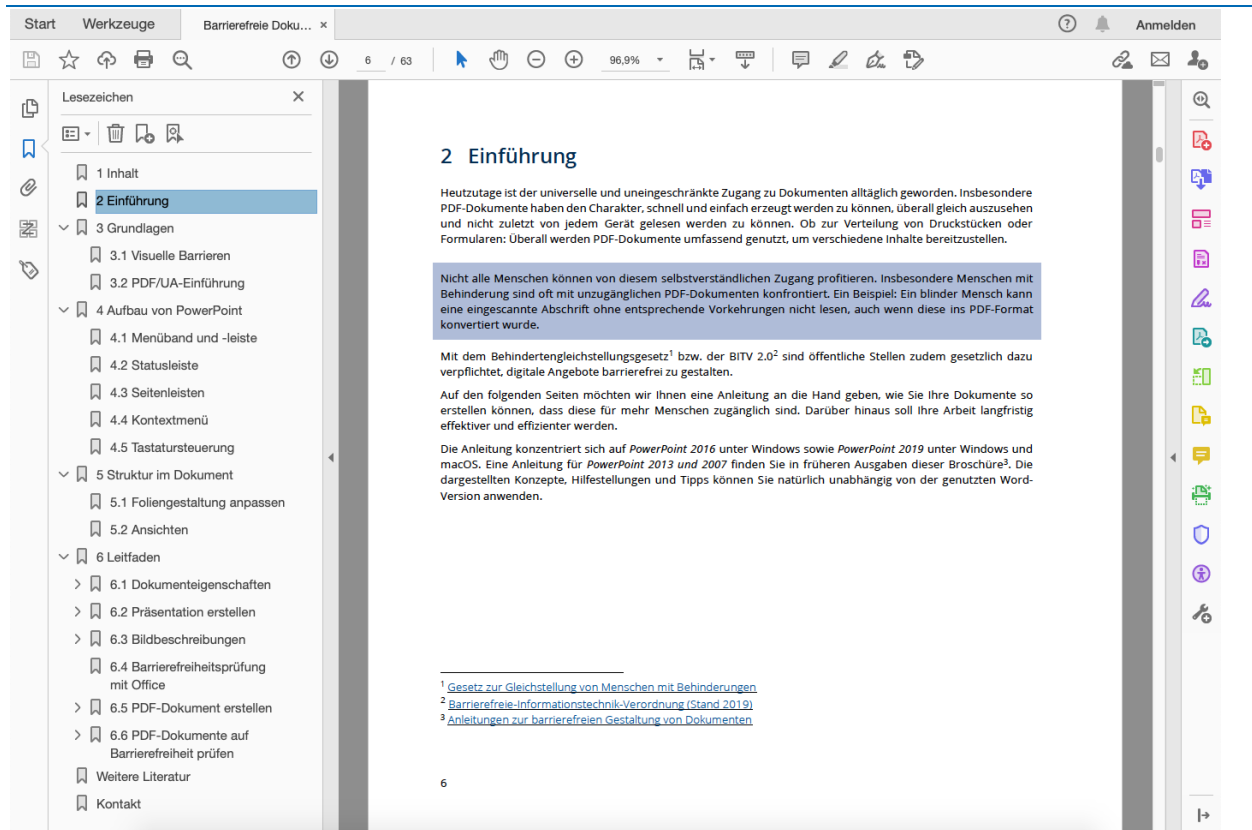 Start Werkzeuge Barrierefreie Doku... × Anmelden
6 / 63 96,9%
Lesezeichen
1 Inhalt
2 Einführung
3 Grundlagen
3.1 Visuelle Barrieren
3.2 PDF/UA-Einführung
4 Aufbau von PowerPoint
4.1 Menüband und -leiste
4.2 Statusleiste
4.3 Seitenleisten
4.4 Kontextmenü
4.5 Tastatursteuerung
5 Struktur im Dokument
5.1 Foliengestaltung anpassen
5.2 Ansichten
6 Leitfaden
6.1 Dokumenteigenschaften
6.2 Präsentation erstellen
6.3 Bildbeschreibungen
6.4 Barrierefreiheitsprüfung
mit Office
6.5 PDF-Dokument erstellen
6.6 PDF-Dokumente auf
Barrierefreiheit prüfen
Weitere Literatur
Kontakt
2 Einführung
Heutzutage ist der universelle und uneingeschränkte Zugang zu Dokumenten alltäglich geworden. Insbesondere
PDF-Dokumente haben den Charakter, schnell und einfach erzeugt werden zu können, überall gleich auszusehen
und nicht zuletzt von jedem Gerät gelesen werden zu können. Ob zur Verteilung von Druckstücken oder
Formularen: Überall werden PDF-Dokumente umfassend genutzt, um verschiedene Inhalte bereitzustellen.
Nicht alle Menschen können von diesem selbstverständlichen Zugang profitieren. Insbesondere Menschen mit
Behinderung sind oft mit unzugänglichen PDF-Dokumenten konfrontiert. Ein Beispiel: Ein blinder Mensch kann
eine eingescannte Abschrift ohne entsprechende Vorkehrungen nicht lesen, auch wenn diese ins PDF-Format
konvertiert wurde.
Mit dem Behindertengleichstellungsgesetz¹ bzw. der BITV 2.0² sind öffentliche Stellen zudem gesetzlich dazu
verpflichtet, digitale Angebote barrierefrei zu gestalten.
Auf den folgenden Seiten möchten wir Ihnen eine Anleitung an die Hand geben, wie Sie Ihre Dokumente so
erstellen können, dass diese für mehr Menschen zugänglich sind. Darüber hinaus soll Ihre Arbeit langfristig
effektiver und effizienter werden.
Die Anleitung konzentriert sich auf PowerPoint 2016 unter Windows sowie PowerPoint 2019 unter Windows und
macOS. Eine Anleitung für PowerPoint 2013 und 2007 finden Sie in früheren Ausgaben dieser Broschüre³. Die
dargestellten Konzepte, Hilfestellungen und Tipps können Sie natürlich unabhängig von der genutzten Word-
Version anwenden.
¹ Gesetz zur Gleichstellung von Menschen mit Behinderungen
² Barrierefreie-Informationstechnik-Verordnung (Stand 2019)
³ Anleitungen zur barrierefreien Gestaltung von Dokumenten
6